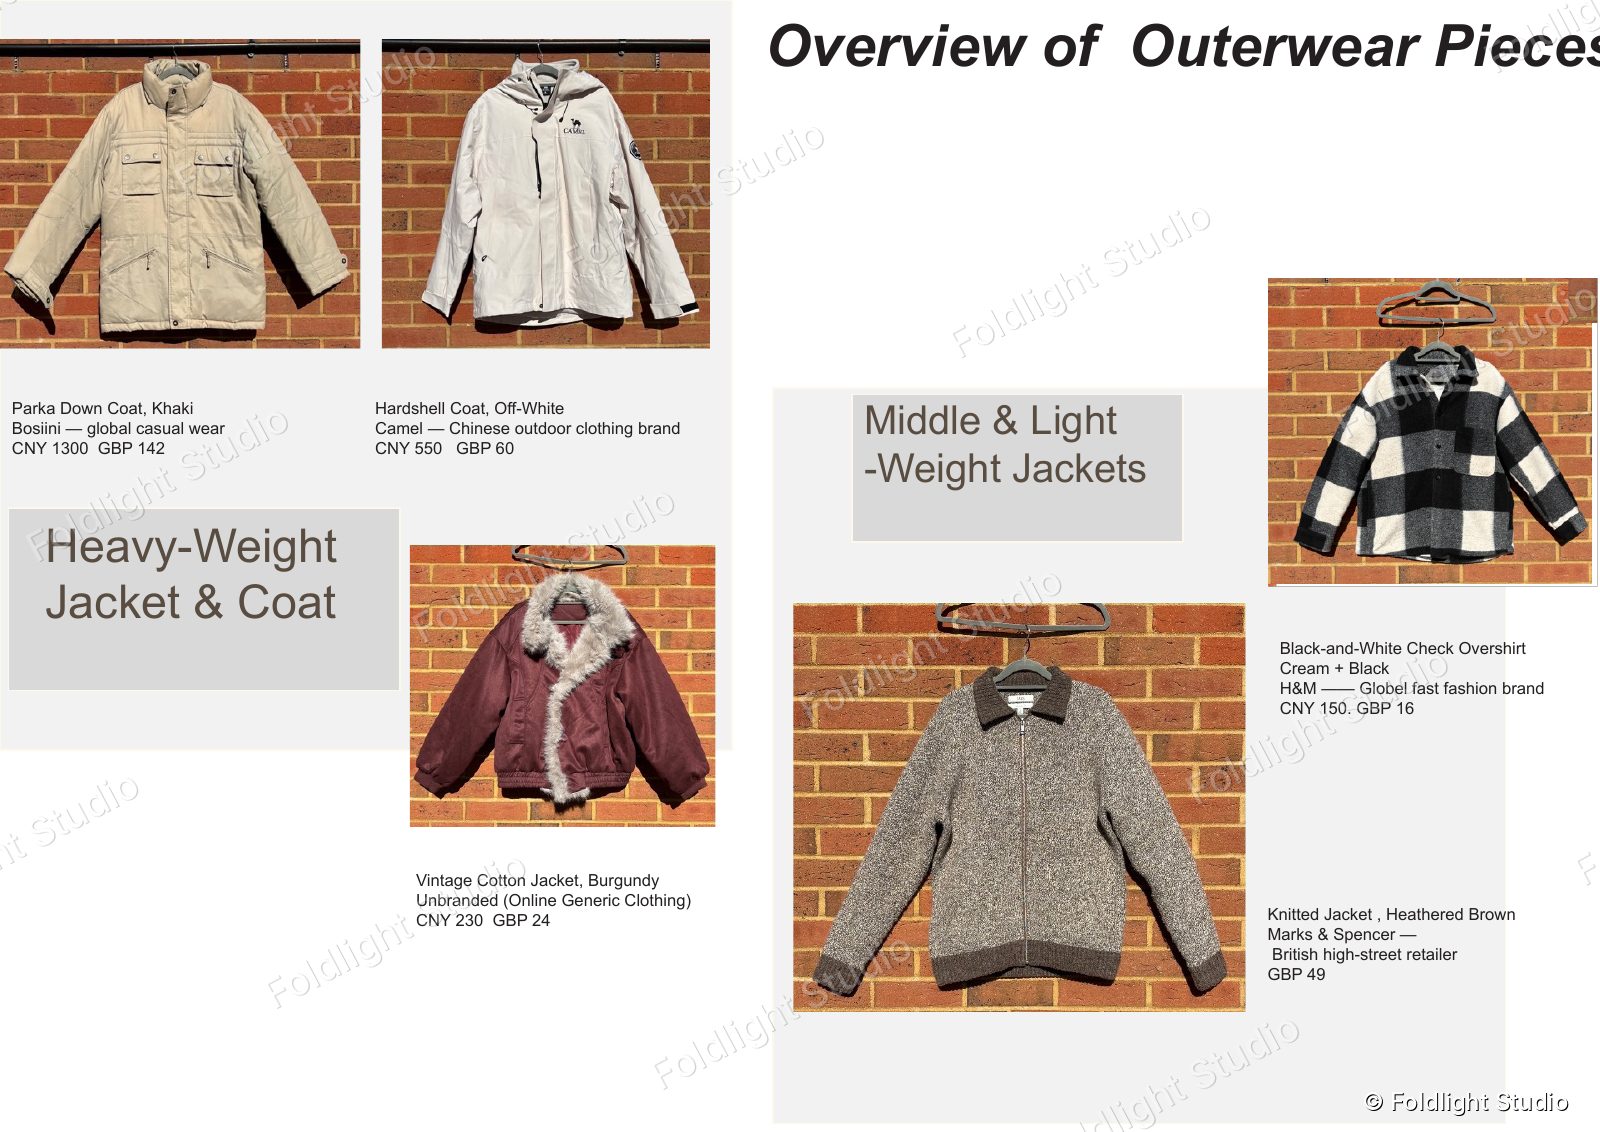 Overview of  Outerwear Pieces
CAMEL
Parka Down Coat, Khaki
Bosiini — global casual wear
CNY 1300  GBP 142
Hardshell Coat, Off-White
Camel — Chinese outdoor clothing brand
CNY 550   GBP 60
Heavy-Weight
Jacket & Coat
Vintage Cotton Jacket, Burgundy
Unbranded (Online Generic Clothing)
CNY 230  GBP 24
Middle & Light
-Weight Jackets
Black-and-White Check Overshirt
Cream + Black
H&M —— Globel fast fashion brand
CNY 150. GBP 16
Knitted Jacket , Heathered Brown
Marks & Spencer —
British high-street retailer
GBP 49
Foldlight Studio
© Foldlight Studio